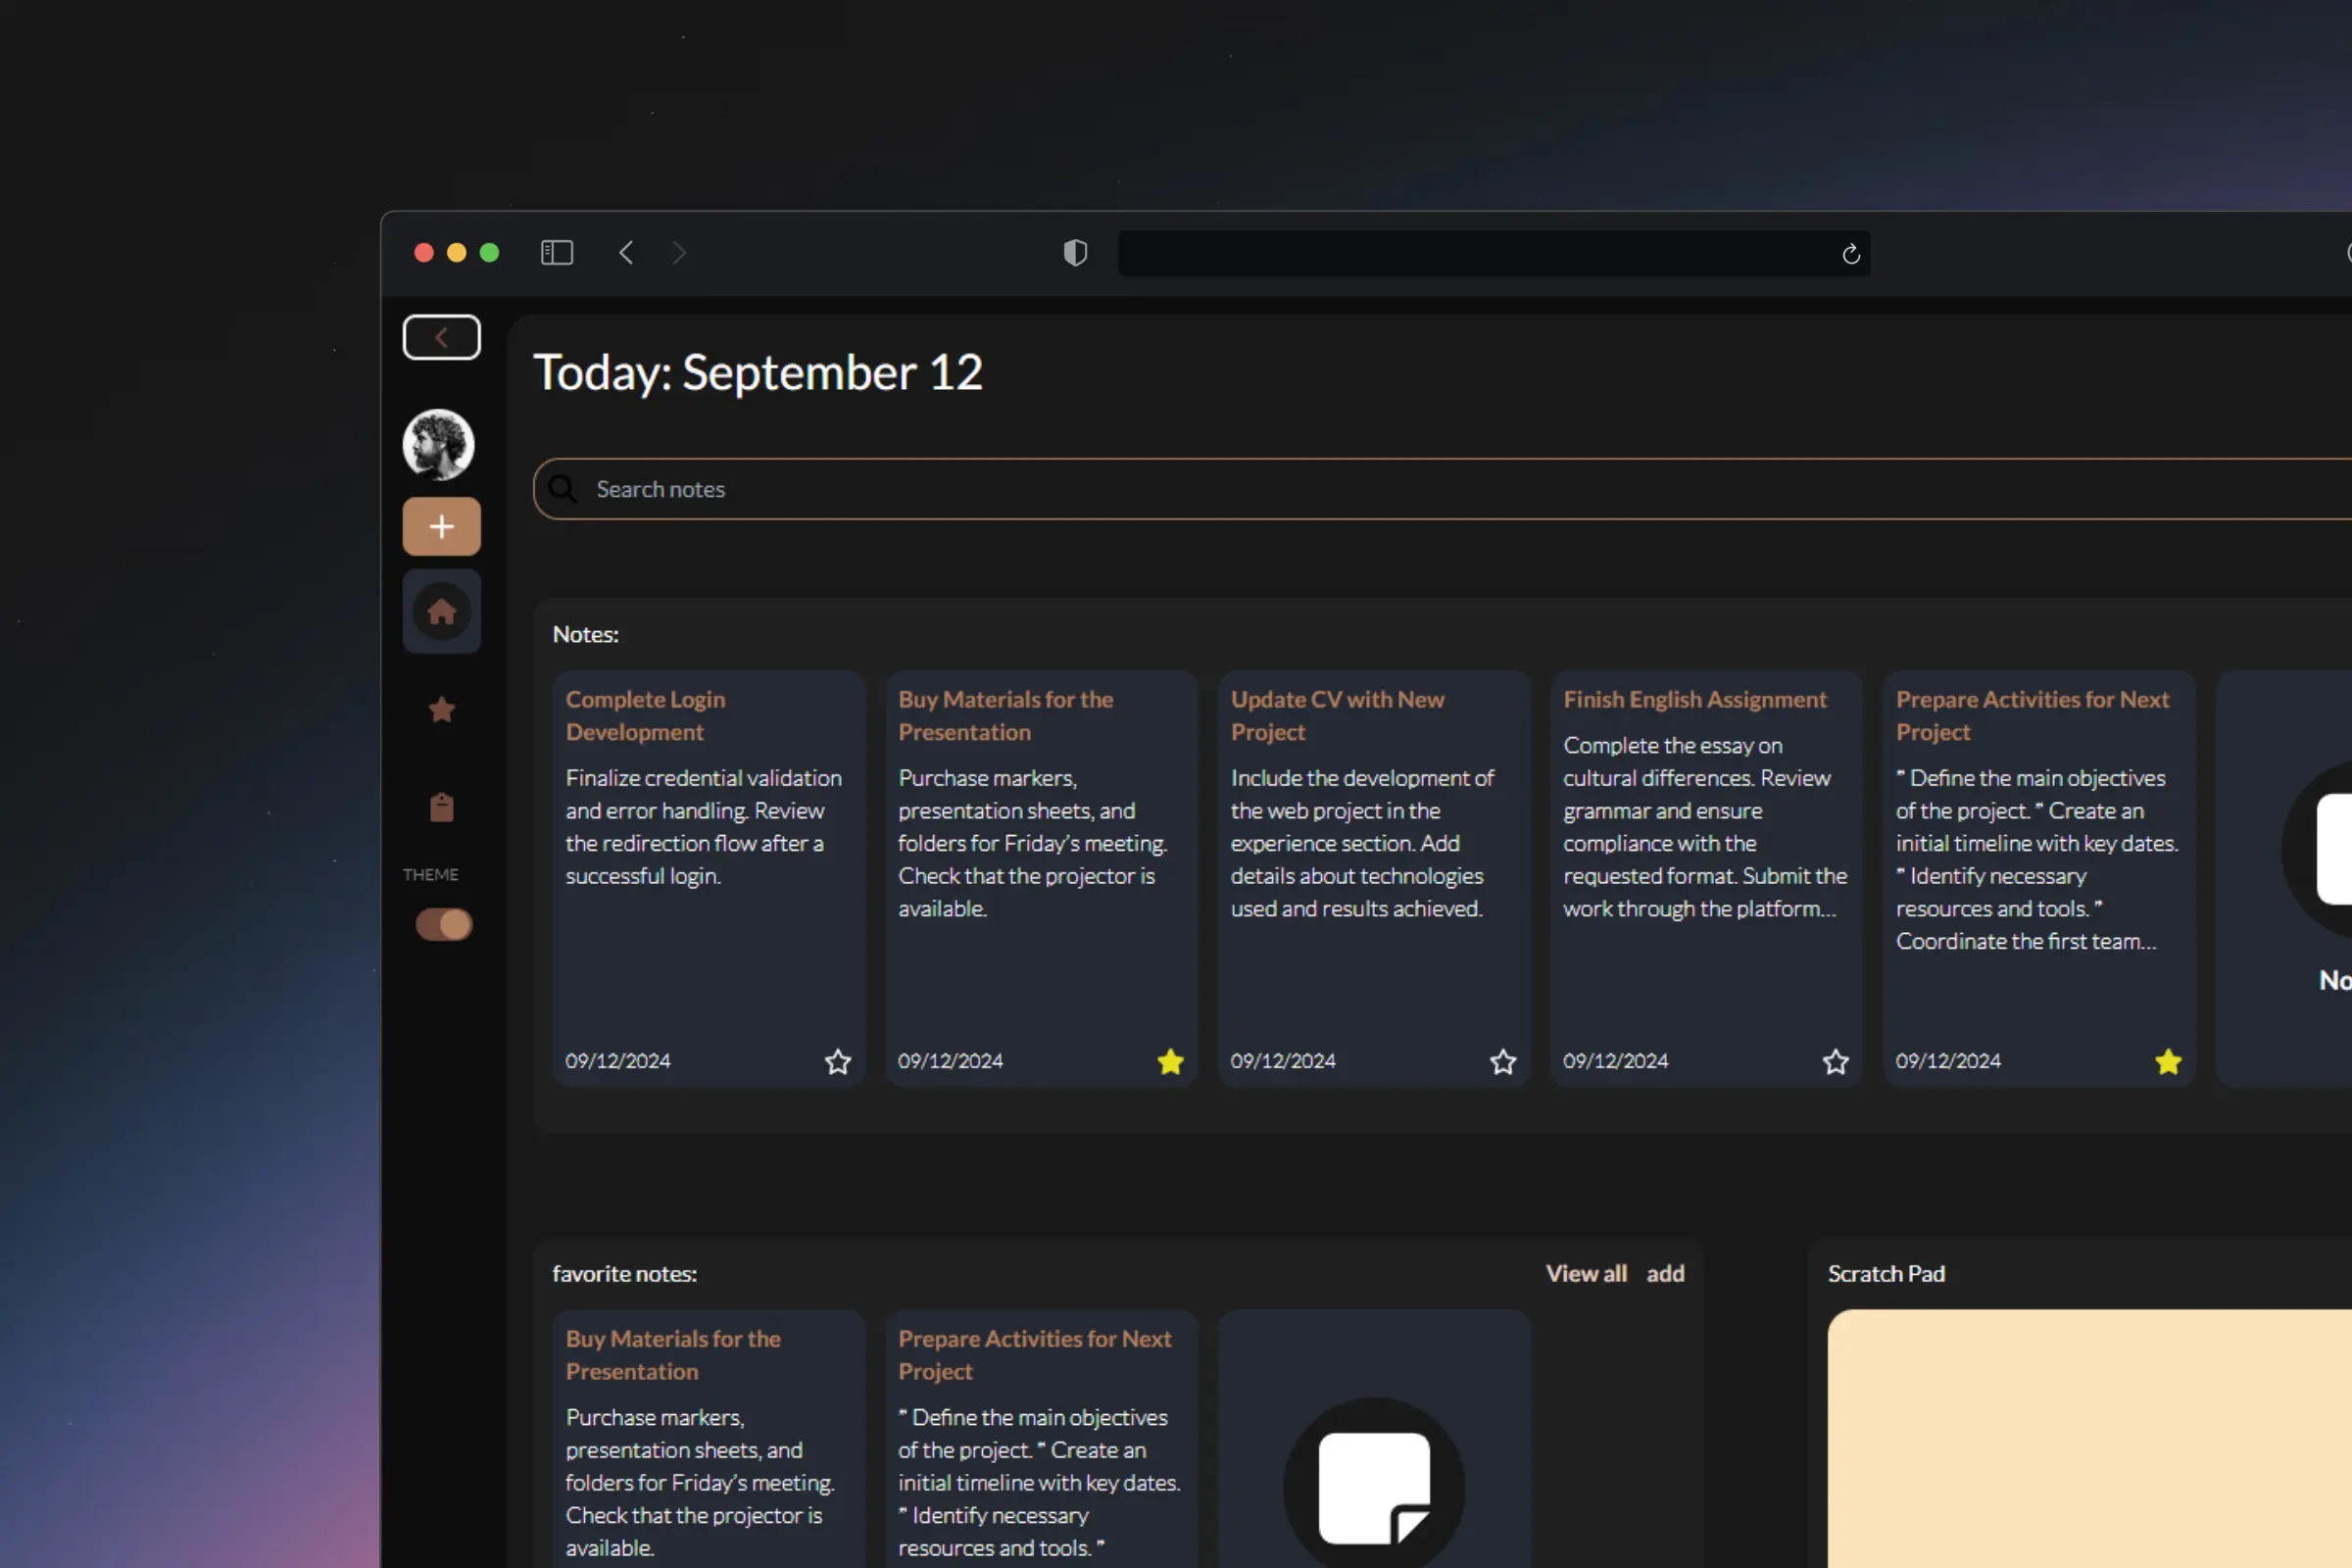 Today: September 12
Search notes
THEME
Notes:
Complete Login
Development
Finalize credential validation
and error handling. Review
the redirection flow after a
successful login.
09/12/2024
Buy Materials for the
Presentation
Purchase markers,
presentation sheets, and
folders for Friday's meeting.
Check that the projector is
available.
09/12/2024
Update CV with New
Project
Include the development of
the web project in the
experience section. Add
details about technologies
used and results achieved.
09/12/2024
Finish English Assignment
Complete the essay on
cultural differences. Review
grammar and ensure
compliance with the
requested format. Submit the
work through the platform...
09/12/2024
Prepare Activities for Next
Project
* Define the main objectives
of the project. * Create an
initial timeline with key dates.
* Identify necessary
resources and tools. *
Coordinate the first team...
09/12/2024
favorite notes:
View all add
Buy Materials for the
Presentation
Purchase markers,
presentation sheets, and
folders for Friday's meeting.
Check that the projector is
available.
Prepare Activities for Next
Project
* Define the main objectives
of the project. * Create an
initial timeline with key dates.
* Identify necessary
resources and tools. *
Scratch Pad